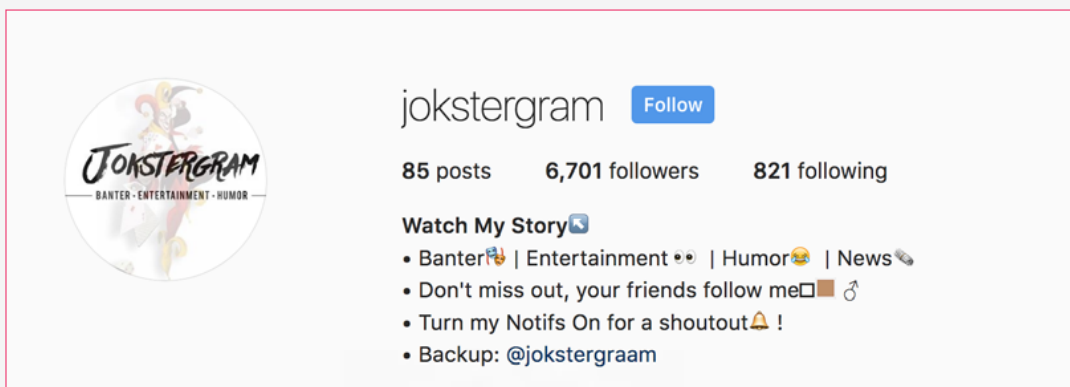 JOKSTERGRAM
BANTER • ENTERTAINMENT • HUMOR
jokstergram Follow
85 posts 6,701 followers 821 following
Watch My Story↖️
• Banter🎭 | Entertainment 👀 | Humor😂 | News🗞
• Don't miss out, your friends follow me□🏽 ♂
• Turn my Notifs On for a shoutout🔔 !
• Backup: @jokstergraam